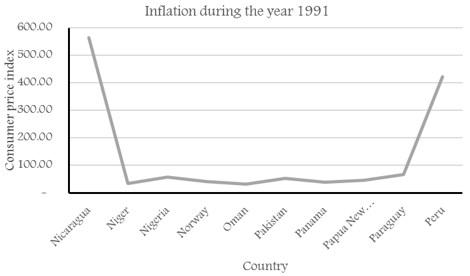 Inflation during the year 1991
600.00
500.00
400.00
300.00
200.00
100.00
-
Consumer price index
Nicaragua
Niger
Nigeria
Norway
Oman
Pakistan
Panama
Papua New...
Paraguay
Peru
Country